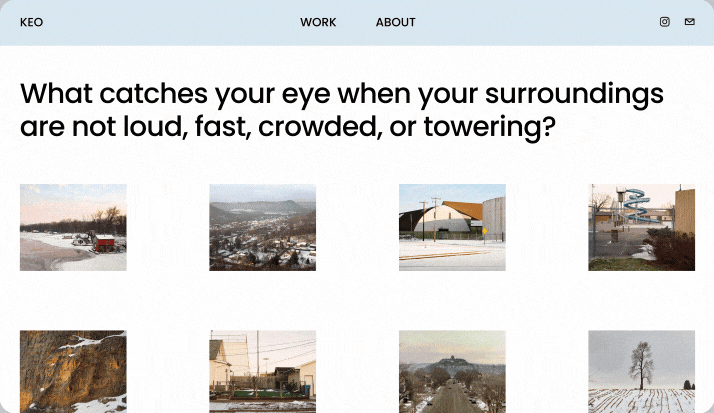 KEO
WORK
ABOUT
What catches your eye when your surroundings
are not loud, fast, crowded, or towering?